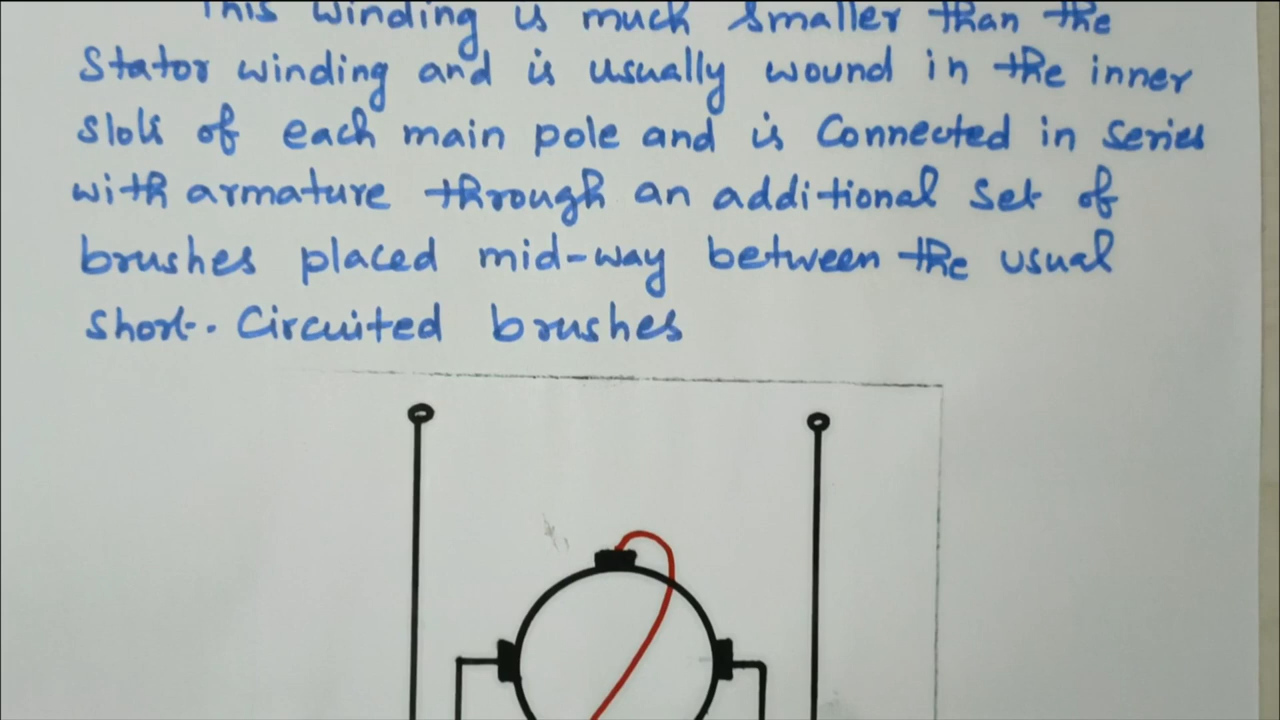 This winding is much smaller than the
Stator winding and is usually wound in the inner
slots of each main pole and is Connected in series
with armature through an additional set of
brushes placed mid-way between the usual
short-. Circuited brushes